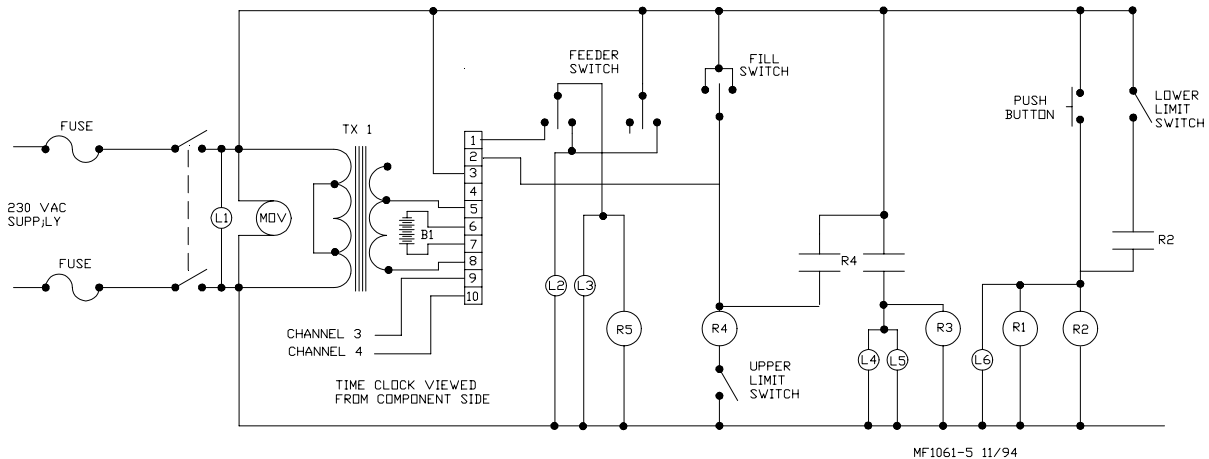 FEEDER
SWITCH
FILL
SWITCH
PUSH
BUTTON
LOWER
LIMIT
SWITCH
FUSE
TX 1
1
2
3
4
5
6
7
8
9
10
230 VAC
SUPP;LY
L1
MOV
B1
R4
R2
FUSE
L2
L3
R5
R4
R3
R1
R2
CHANNEL 3
CHANNEL 4
L4
L5
L6
UPPER
LIMIT
SWITCH
TIME CLOCK VIEWED
FROM COMPONENT SIDE
MF1061-5 11/94